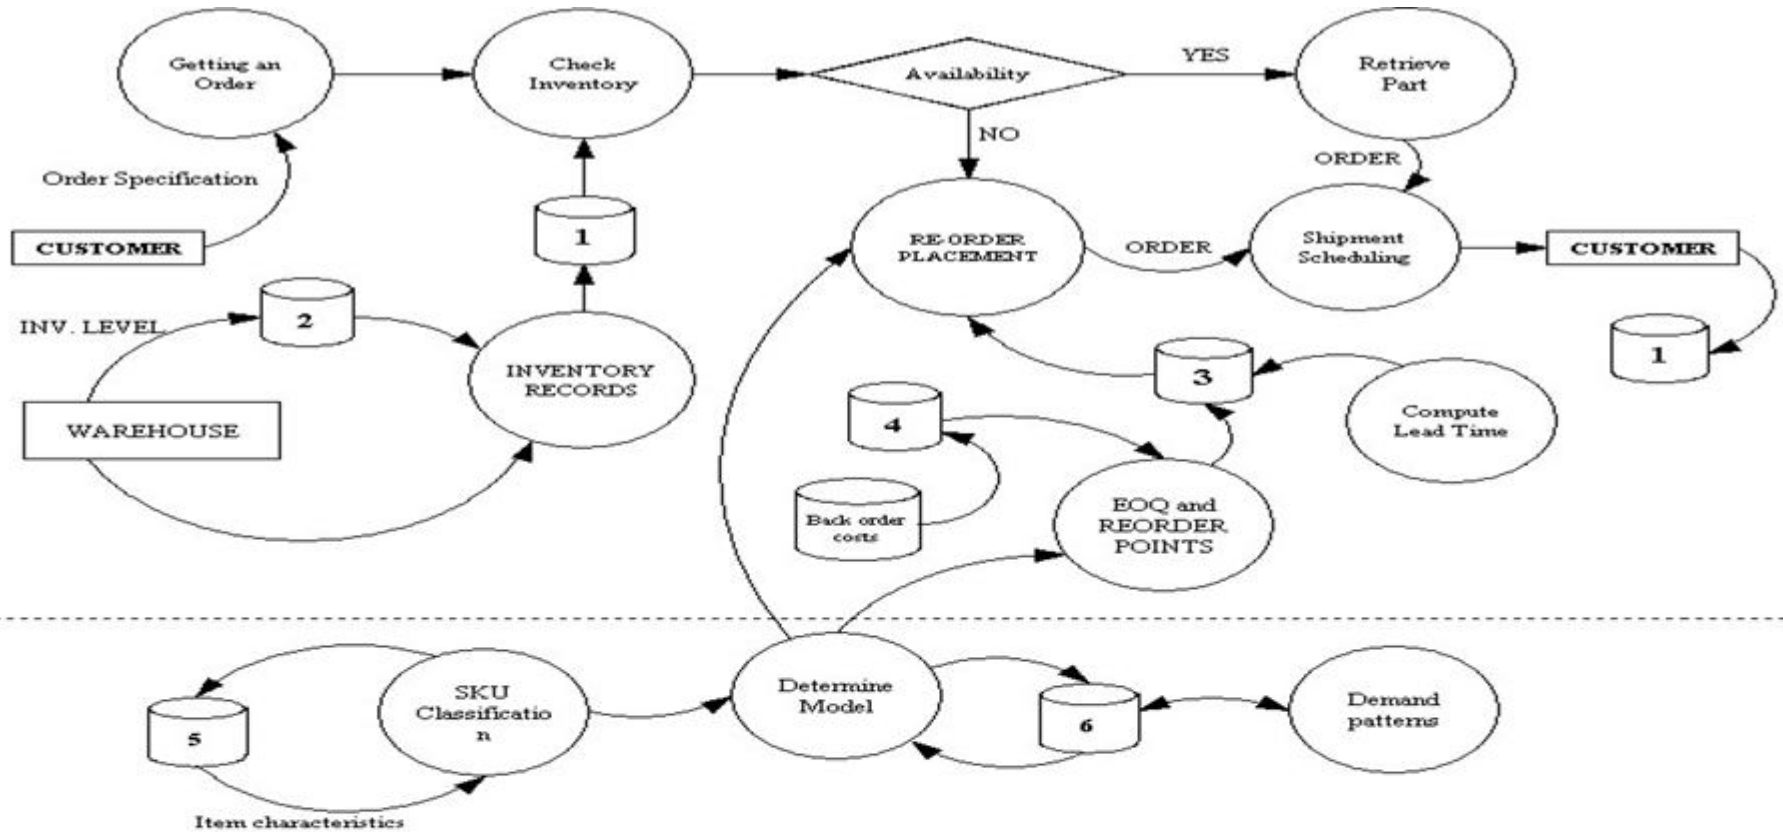 Getting an
Order
Check
Inventory
Availability
YES
Retrieve
Part
NO
ORDER
Order Specification
CUSTOMER
1
RE-ORDER
PLACEMENT
ORDER
Shipment
Scheduling
CUSTOMER
INV. LEVEL
2
INVENTORY
RECORDS
1
3
WAREHOUSE
4
Compute
Lead Time
Back order
costs
EOQ and
REORDER
POINTS
SKU
Classificatio
n
Determine
Model
Demand
patterns
5
6
Item characteristics